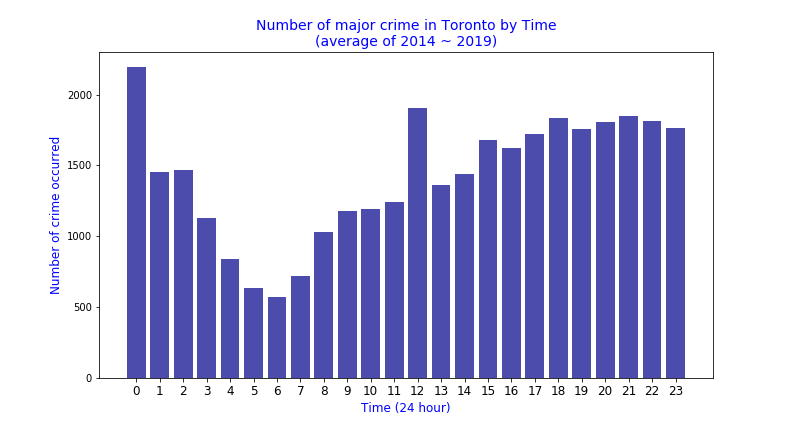 Number of major crime in Toronto by Time
(average of 2014 ~ 2019)
Number of crime occurred
2000
1500
1000
500
0
0 1 2 3 4 5 6 7 8 9 10 11 12 13 14 15 16 17 18 19 20 21 22 23
Time (24 hour)